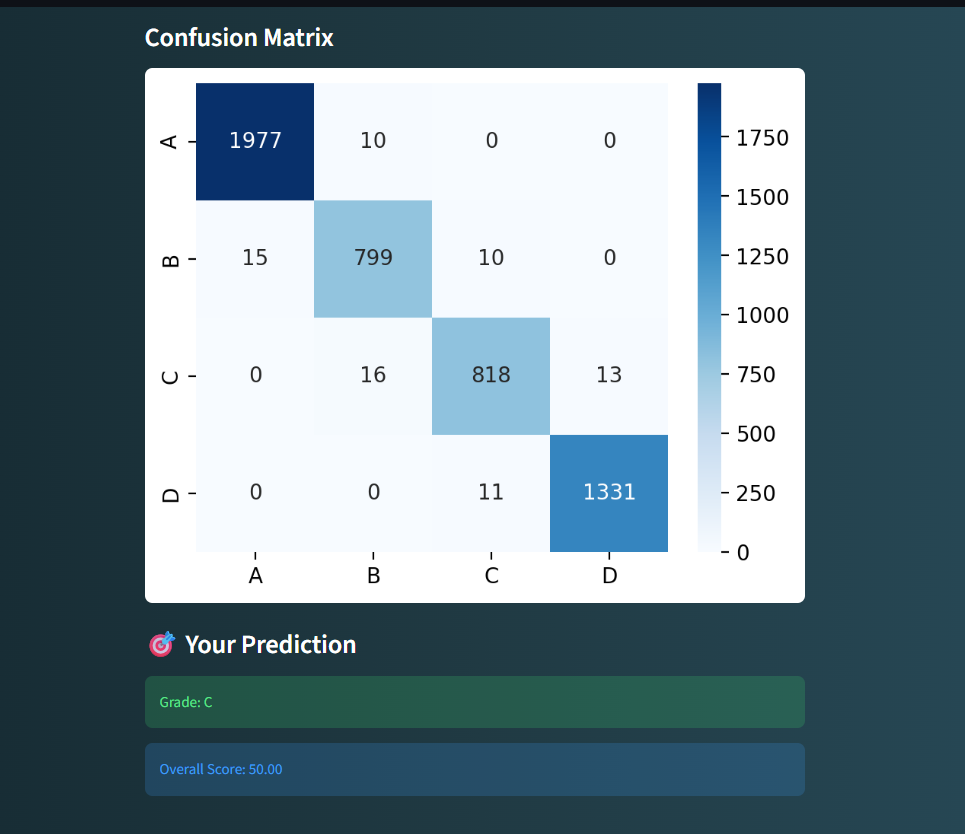 Confusion Matrix
A 1977 10 0 0 1750
1500
B 15 799 10 0 1250
1000
C 0 16 818 13 750
500
D 0 0 11 1331 250
0
A B C D
🎯 Your Prediction
Grade: C
Overall Score: 50.00